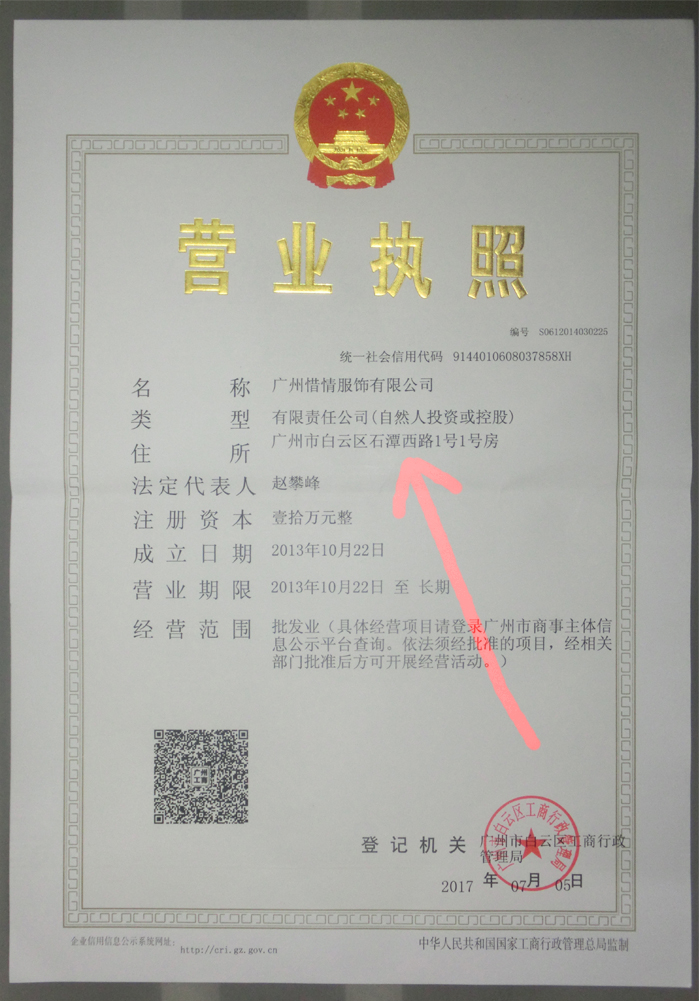 营业执照
编号 S0612014030225
统一社会信用代码 9144010608037858XH
名称 广州惜情服饰有限公司
类型 有限责任公司(自然人投资或控股)
住所 广州市白云区石潭西路1号1号房
法定代表人 赵攀峰
注册资本 壹拾万元整
成立日期 2013年10月22日
营业期限 2013年10月22日 至 长期
经营范围 批发业（具体经营项目请登录广州市商事主体信
息公示平台查询。依法须经批准的项目，经相关
部门批准后方可开展经营活动。）
广州
工商
登记机关 广州市白云区工商行政
管理局
2017 年 07月 05日
企业信用信息公示系统网址：
http://cri.gz.gov.cn
中华人民共和国国家工商行政管理总局监制